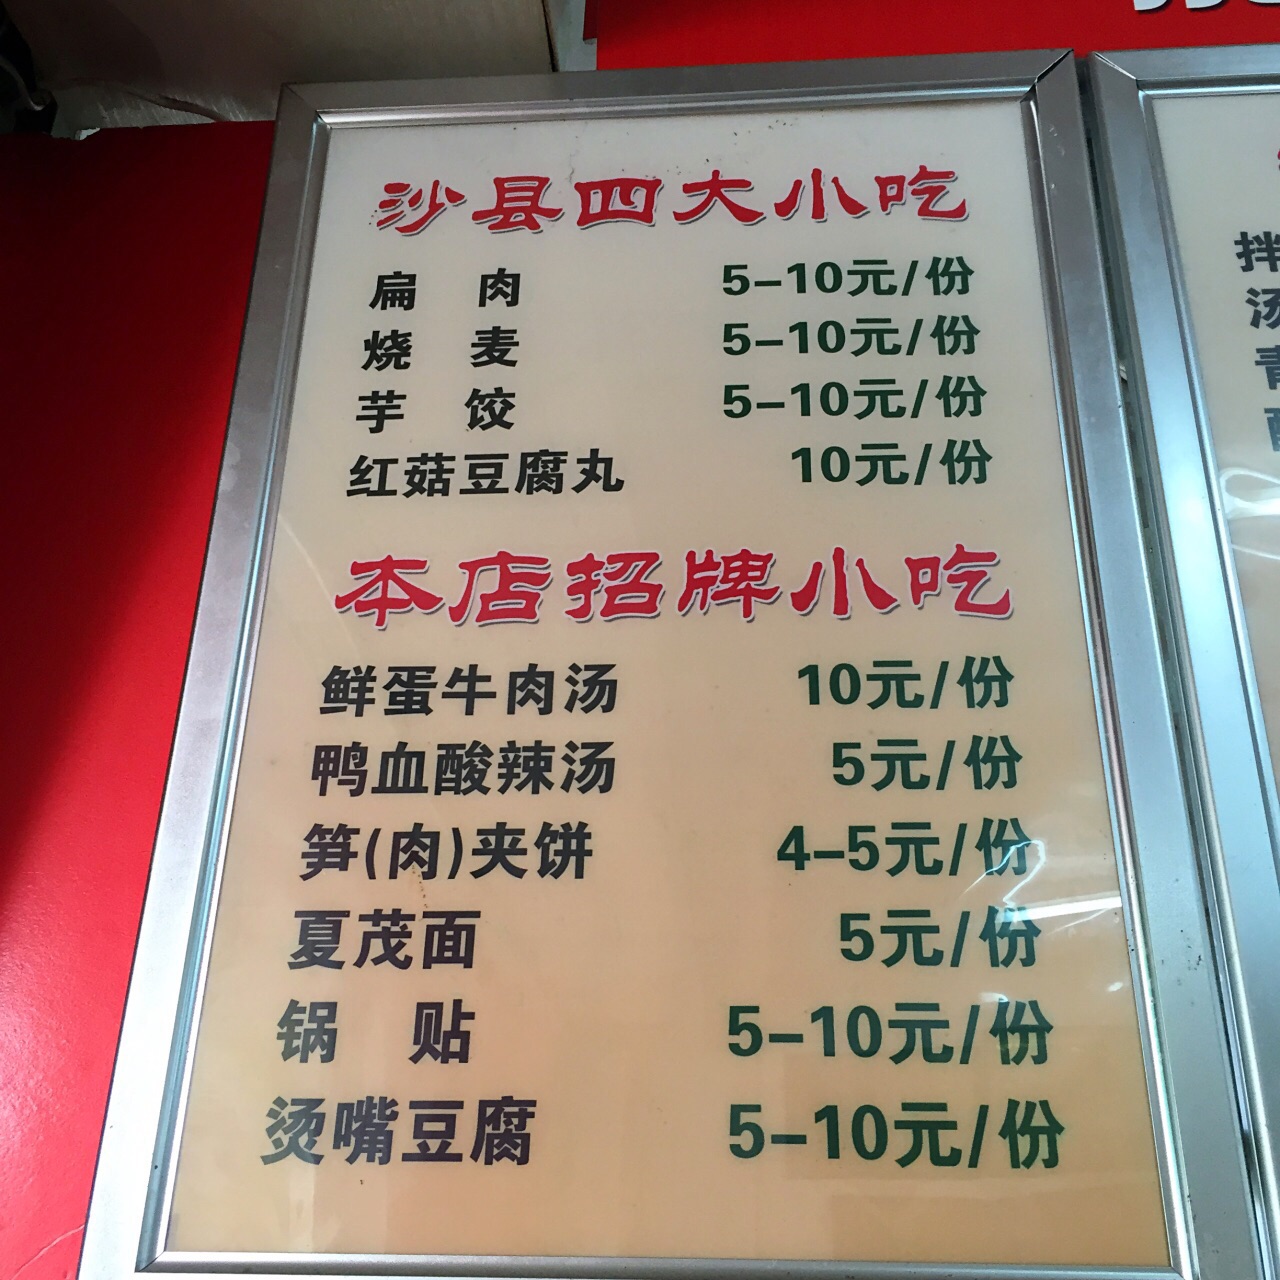 沙县四大小吃
扁 肉 5-10元/份
烧 麦 5-10元/份
芋 饺 5-10元/份
红菇豆腐丸 10元/份
本店招牌小吃
鲜蛋牛肉汤 10元/份
鸭血酸辣汤 5元/份
笋(肉)夹饼 4-5元/份
夏茂面 5元/份
锅 贴 5-10元/份
烫嘴豆腐 5-10元/份
拌
汤
青